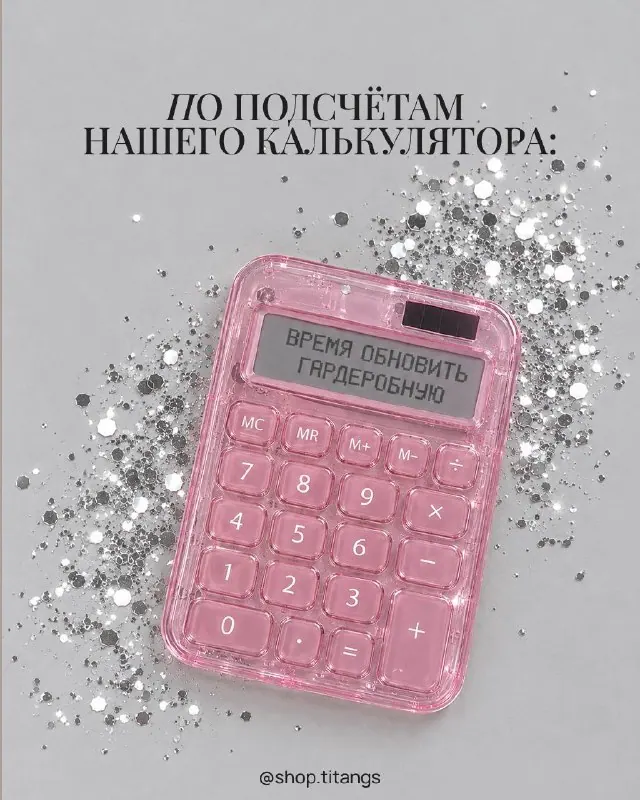 ПО ПОДСЧЁТАМ
НАШЕГО КАЛЬКУЛЯТОРА:
ВРЕМЯ ОБНОВИТЬ
ГАРДЕРОБНУЮ
MC MR M+ M− ÷
7 8 9 ×
4 5 6 −
1 2 3 +
0 . =
@shop.titangs